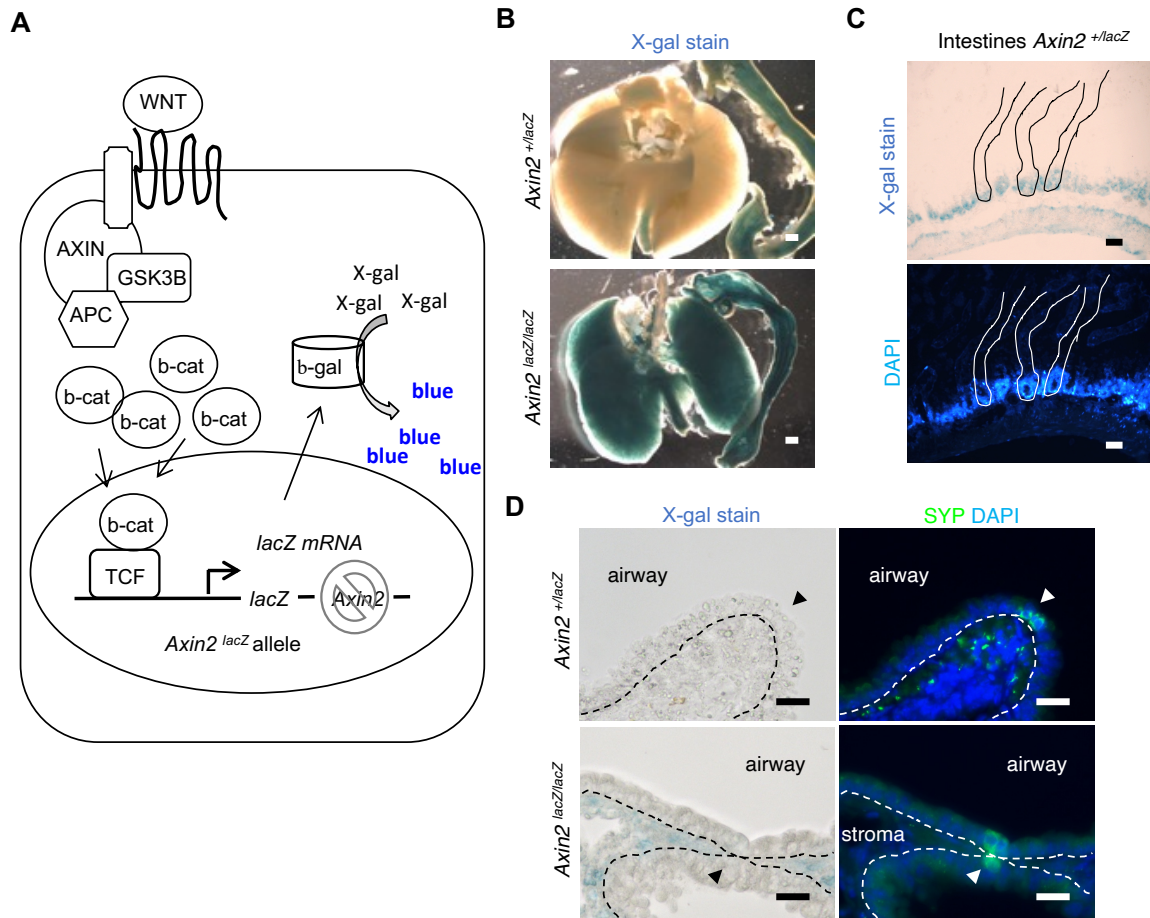 A
WNT
AXIN
GSK3B
APC
b-cat
b-cat
b-cat
b-cat
X-gal
X-gal
X-gal
b-gal
blue
blue
blue
blue
b-cat
TCF
lacZ mRNA
lacZ
Axin2
Axin2 lacZ allele
B
X-gal stain
Axin2 +/lacZ
Axin2 lacZ/lacZ
C
Intestines Axin2 +/lacZ
X-gal stain
DAPI
D
X-gal stain
SYP DAPI
Axin2 +/lacZ
airway
airway
Axin2 lacZ/lacZ
airway
airway
stroma